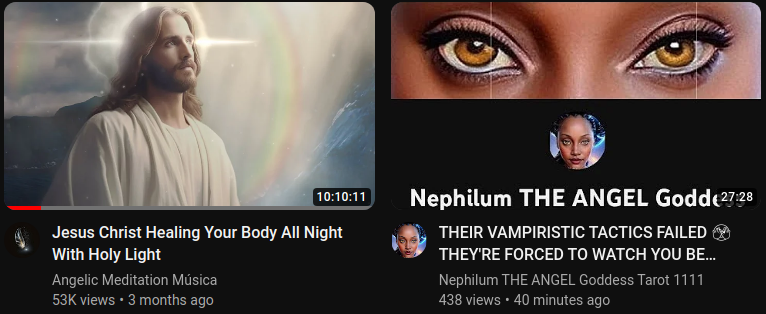 10:10:11
Jesus Christ Healing Your Body All Night
With Holy Light
Angelic Meditation Música
53K views • 3 months ago
Nephilum THE ANGEL
27:28
THEIR VAMPIRISTIC TACTICS FAILED
THEY'RE FORCED TO WATCH YOU BE...
Nephilum THE ANGEL Goddess Tarot 1111
438 views • 40 minutes ago